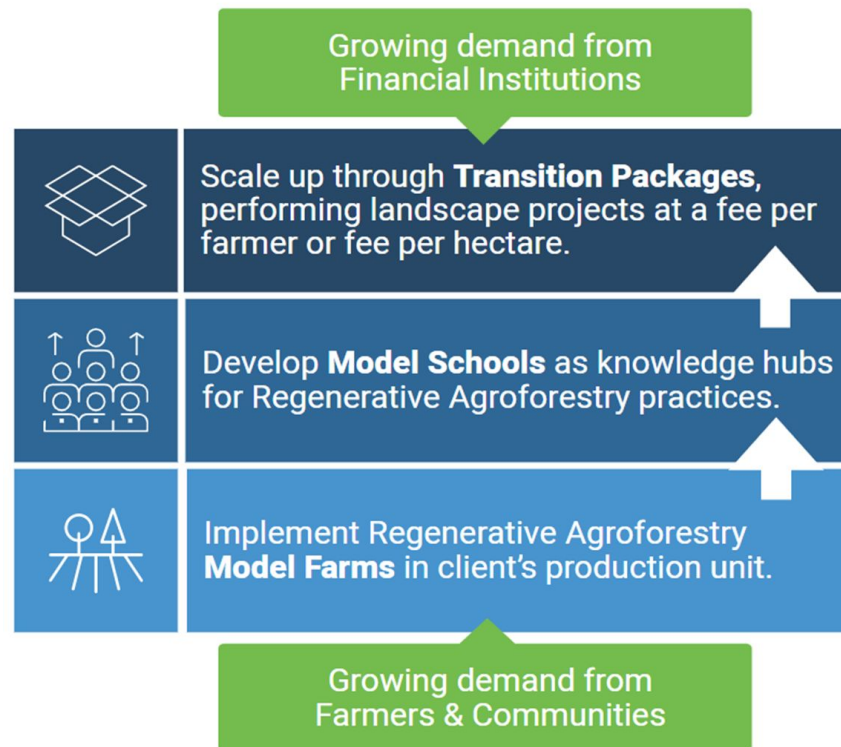 Growing demand from
Financial Institutions
Scale up through Transition Packages,
performing landscape projects at a fee per
farmer or fee per hectare.
Develop Model Schools as knowledge hubs
for Regenerative Agroforestry practices.
Implement Regenerative Agroforestry
Model Farms in client’s production unit.
Growing demand from
Farmers & Communities